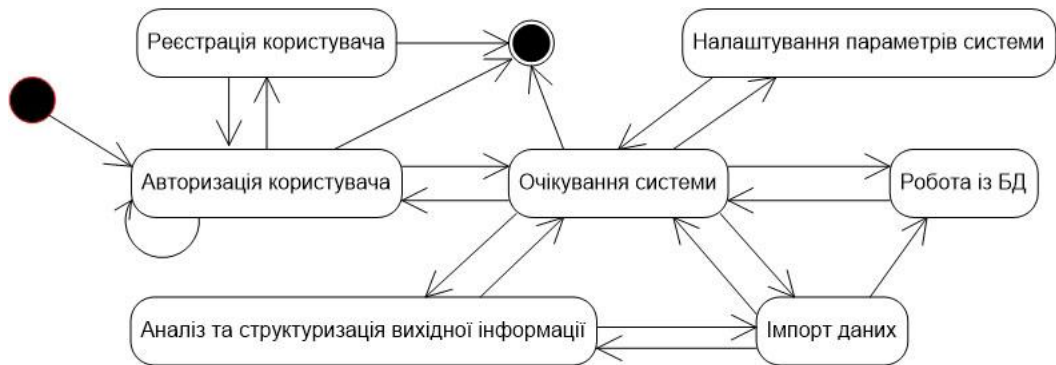 Реєстрація користувача
Налаштування параметрів системи
Авторизація користувача
Очікування системи
Робота із БД
Аналіз та структуризація вихідної інформації
Імпорт даних